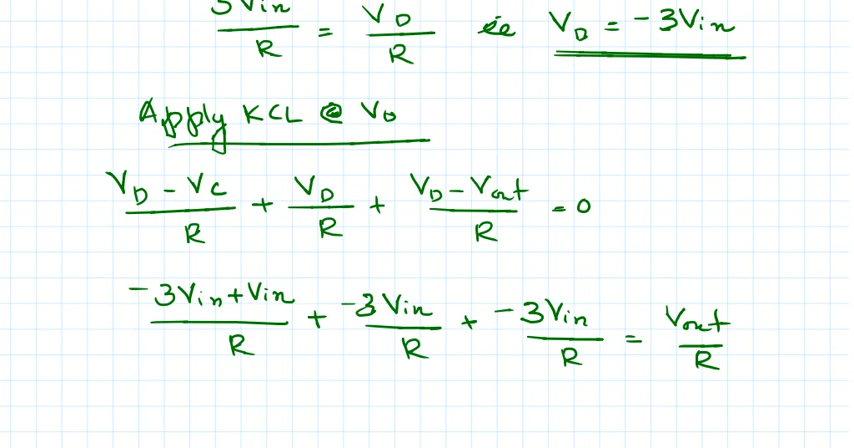 3Vin/R = VD/R ie VD = -3Vin
Apply KCL @ VD
(VD - VC)/R + VD/R + (VD - Vout)/R = 0
(-3Vin + Vin)/R + -3Vin/R + -3Vin/R = Vout/R